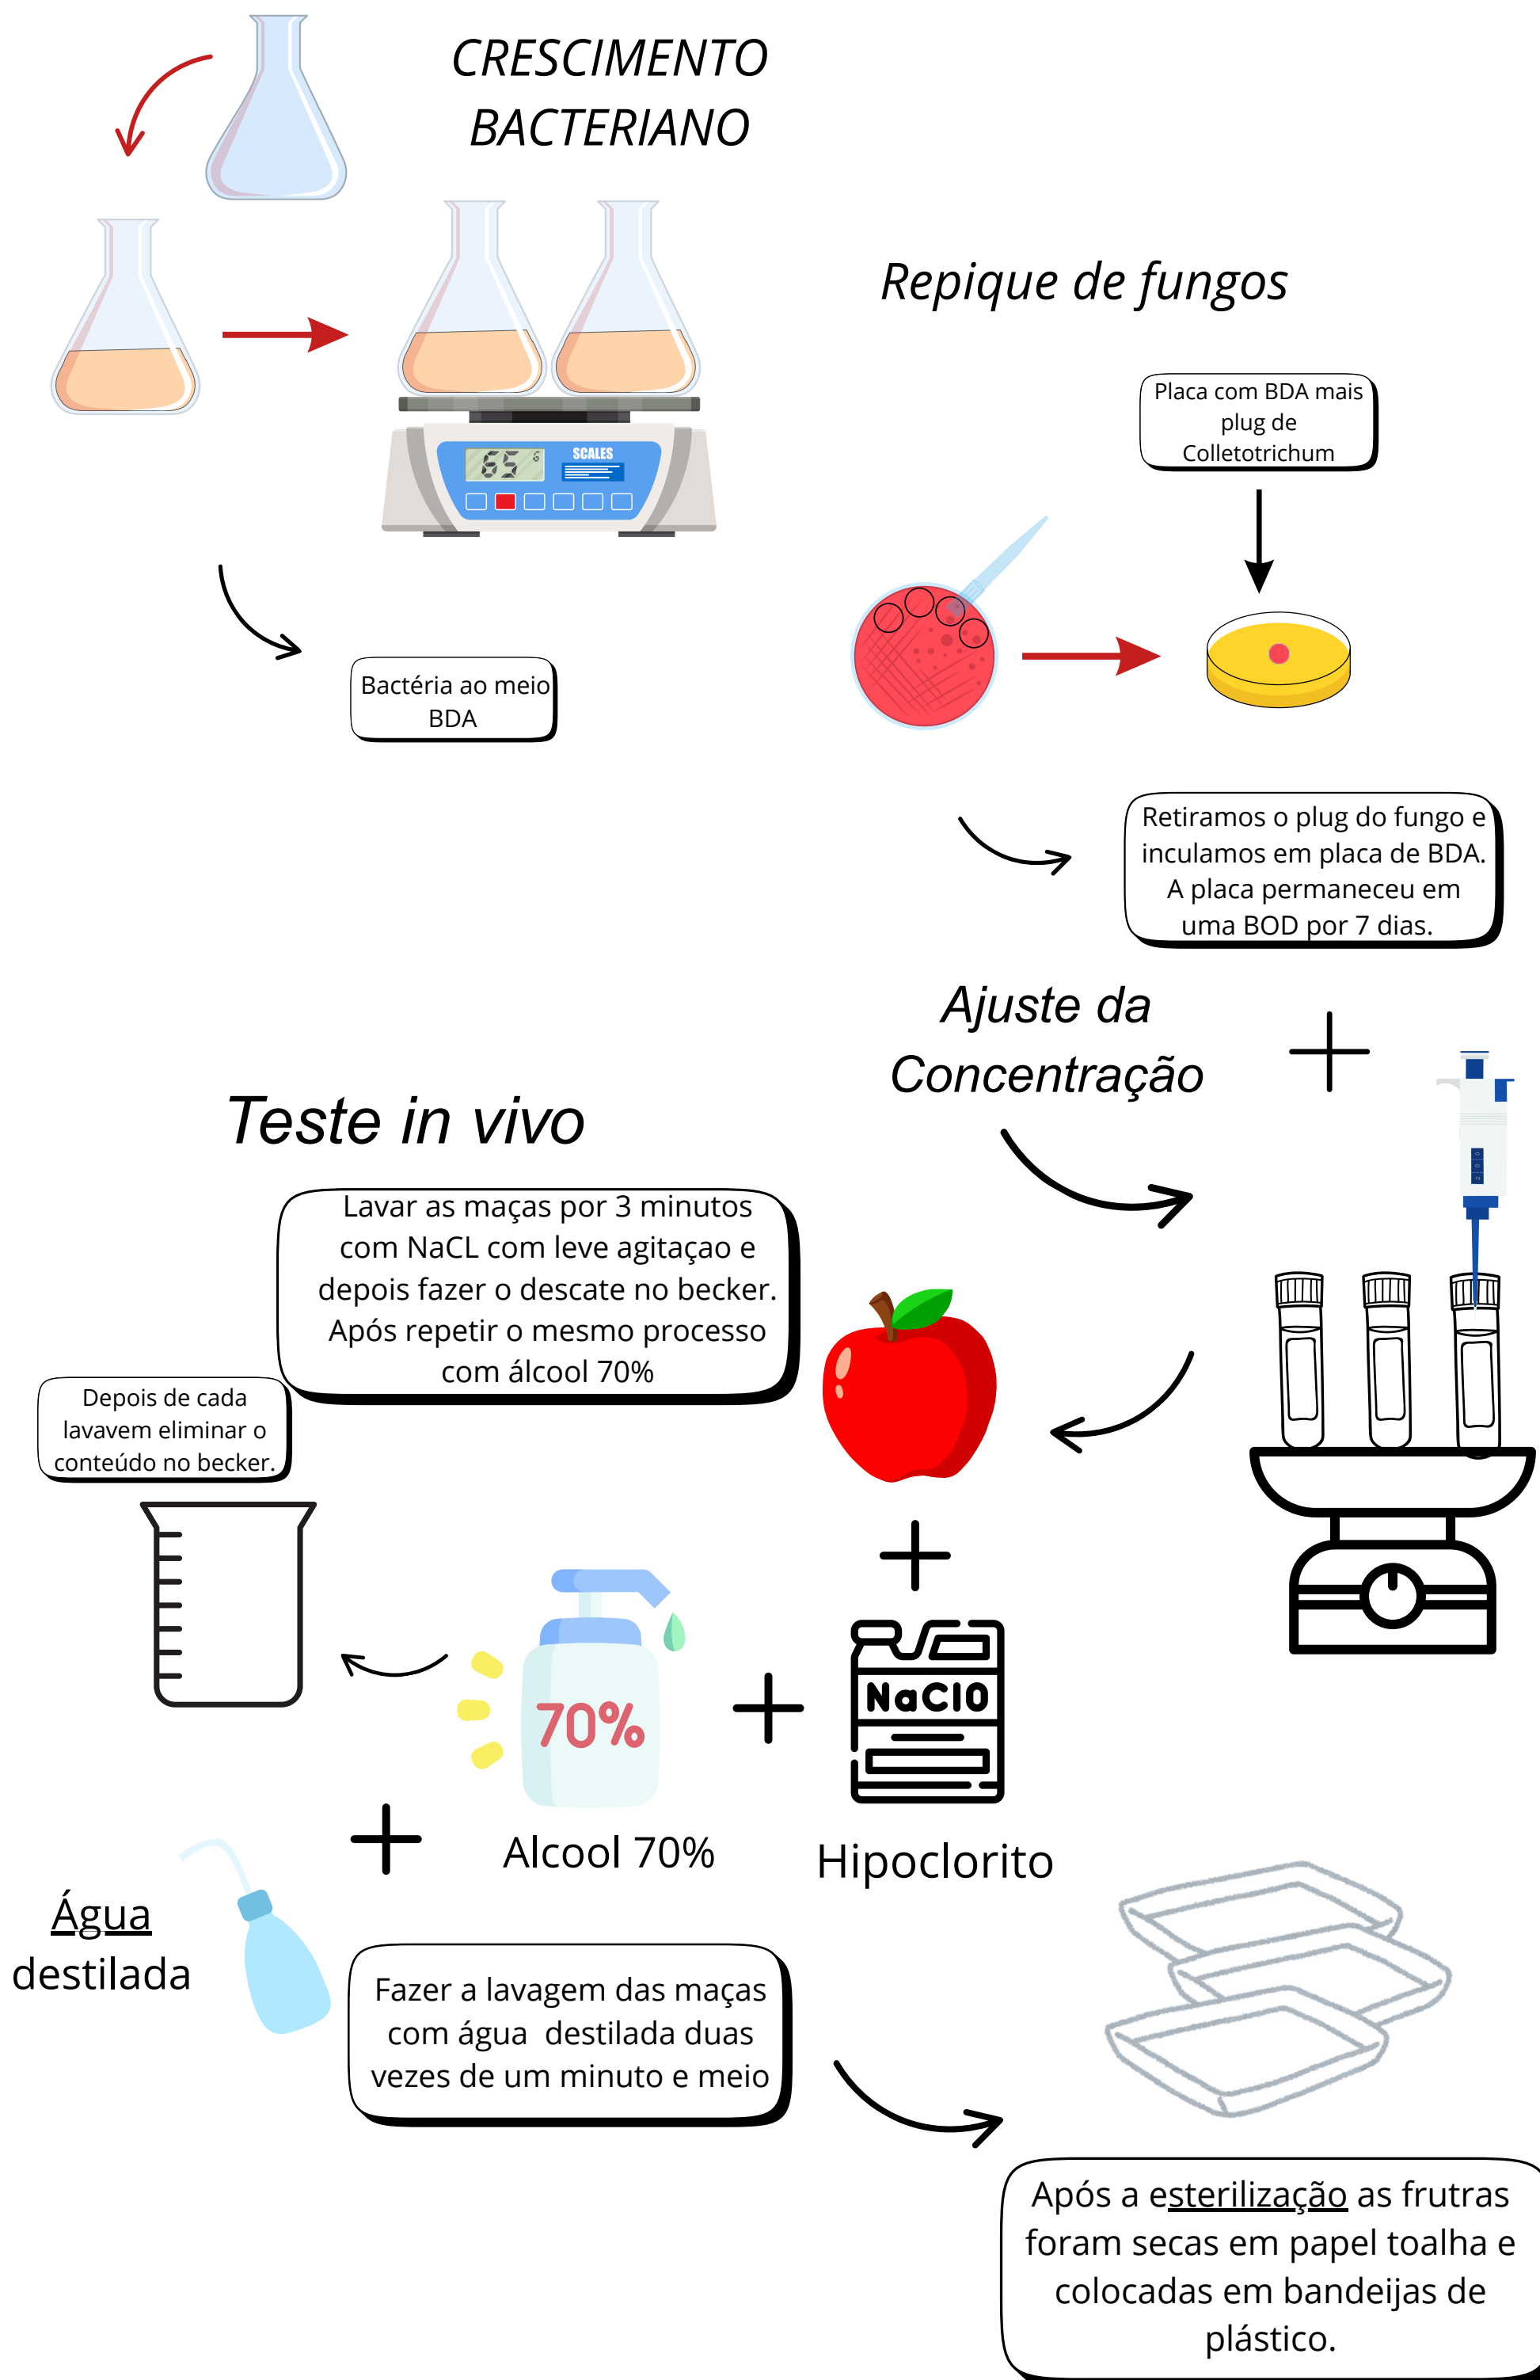 CRESCIMENTO
BACTERIANO
SCALES
65 6
Bactéria ao meio
BDA
Repique de fungos
Placa com BDA mais
plug de
Colletotrichum
Retiramos o plug do fungo e
inculamos em placa de BDA.
A placa permaneceu em
uma BOD por 7 dias.
Ajuste da
Concentração
200
Teste in vivo
Lavar as maças por 3 minutos
com NaCL com leve agitaçao e
depois fazer o descate no becker.
Após repetir o mesmo processo
com álcool 70%
Depois de cada
lavavem eliminar o
conteúdo no becker.
NaClO
70%
Alcool 70%
Hipoclorito
Água
destilada
Fazer a lavagem das maças
com água  destilada duas
vezes de um minuto e meio
Após a esterilização as frutras
foram secas em papel toalha e
colocadas em bandeijas de
plástico.